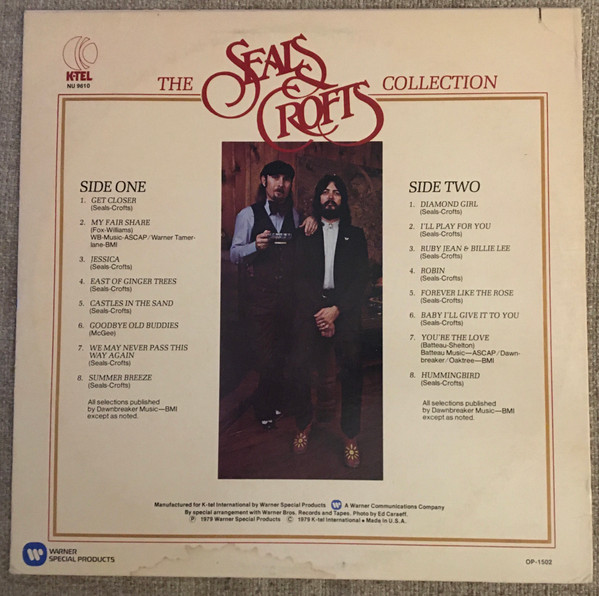 K-TEL
NU 9610
THE SEALS & CROFTS COLLECTION
SIDE ONE
1. GET CLOSER
(Seals-Crofts)
2. MY FAIR SHARE
(Fox-Williams)
WB-Music-ASCAP/Warner Tamer-
lane-BMI
3. JESSICA
(Seals-Crofts)
4. EAST OF GINGER TREES
(Seals-Crofts)
5. CASTLES IN THE SAND
(Seals-Crofts)
6. GOODBYE OLD BUDDIES
(McGee)
7. WE MAY NEVER PASS THIS
WAY AGAIN
(Seals-Crofts)
8. SUMMER BREEZE
(Seals-Crofts)
All selections published
by Dawnbreaker Music—BMI
except as noted.
SIDE TWO
1. DIAMOND GIRL
(Seals-Crofts)
2. I'LL PLAY FOR YOU
(Seals-Crofts)
3. RUBY JEAN & BILLIE LEE
(Seals-Crofts)
4. ROBIN
(Seals-Crofts)
5. FOREVER LIKE THE ROSE
(Seals-Crofts)
6. BABY I'LL GIVE IT TO YOU
(Seals-Crofts)
7. YOU'RE THE LOVE
(Batteau-Shelton)
Batteau Music—ASCAP/Dawn-
breaker/Oaktree—BMI
8. HUMMINGBIRD
(Seals-Crofts)
All selections published
by Dawnbreaker Music—BMI
except as noted.
Manufactured for K-tel International by Warner Special Products A Warner Communications Company
By special arrangement with Warner Bros. Records and Tapes. Photo by Ed Caraeff.
Ⓟ 1979 Warner Special Products © 1979 K-tel International • Made In U.S.A.
WARNER
SPECIAL PRODUCTS
OP-1502